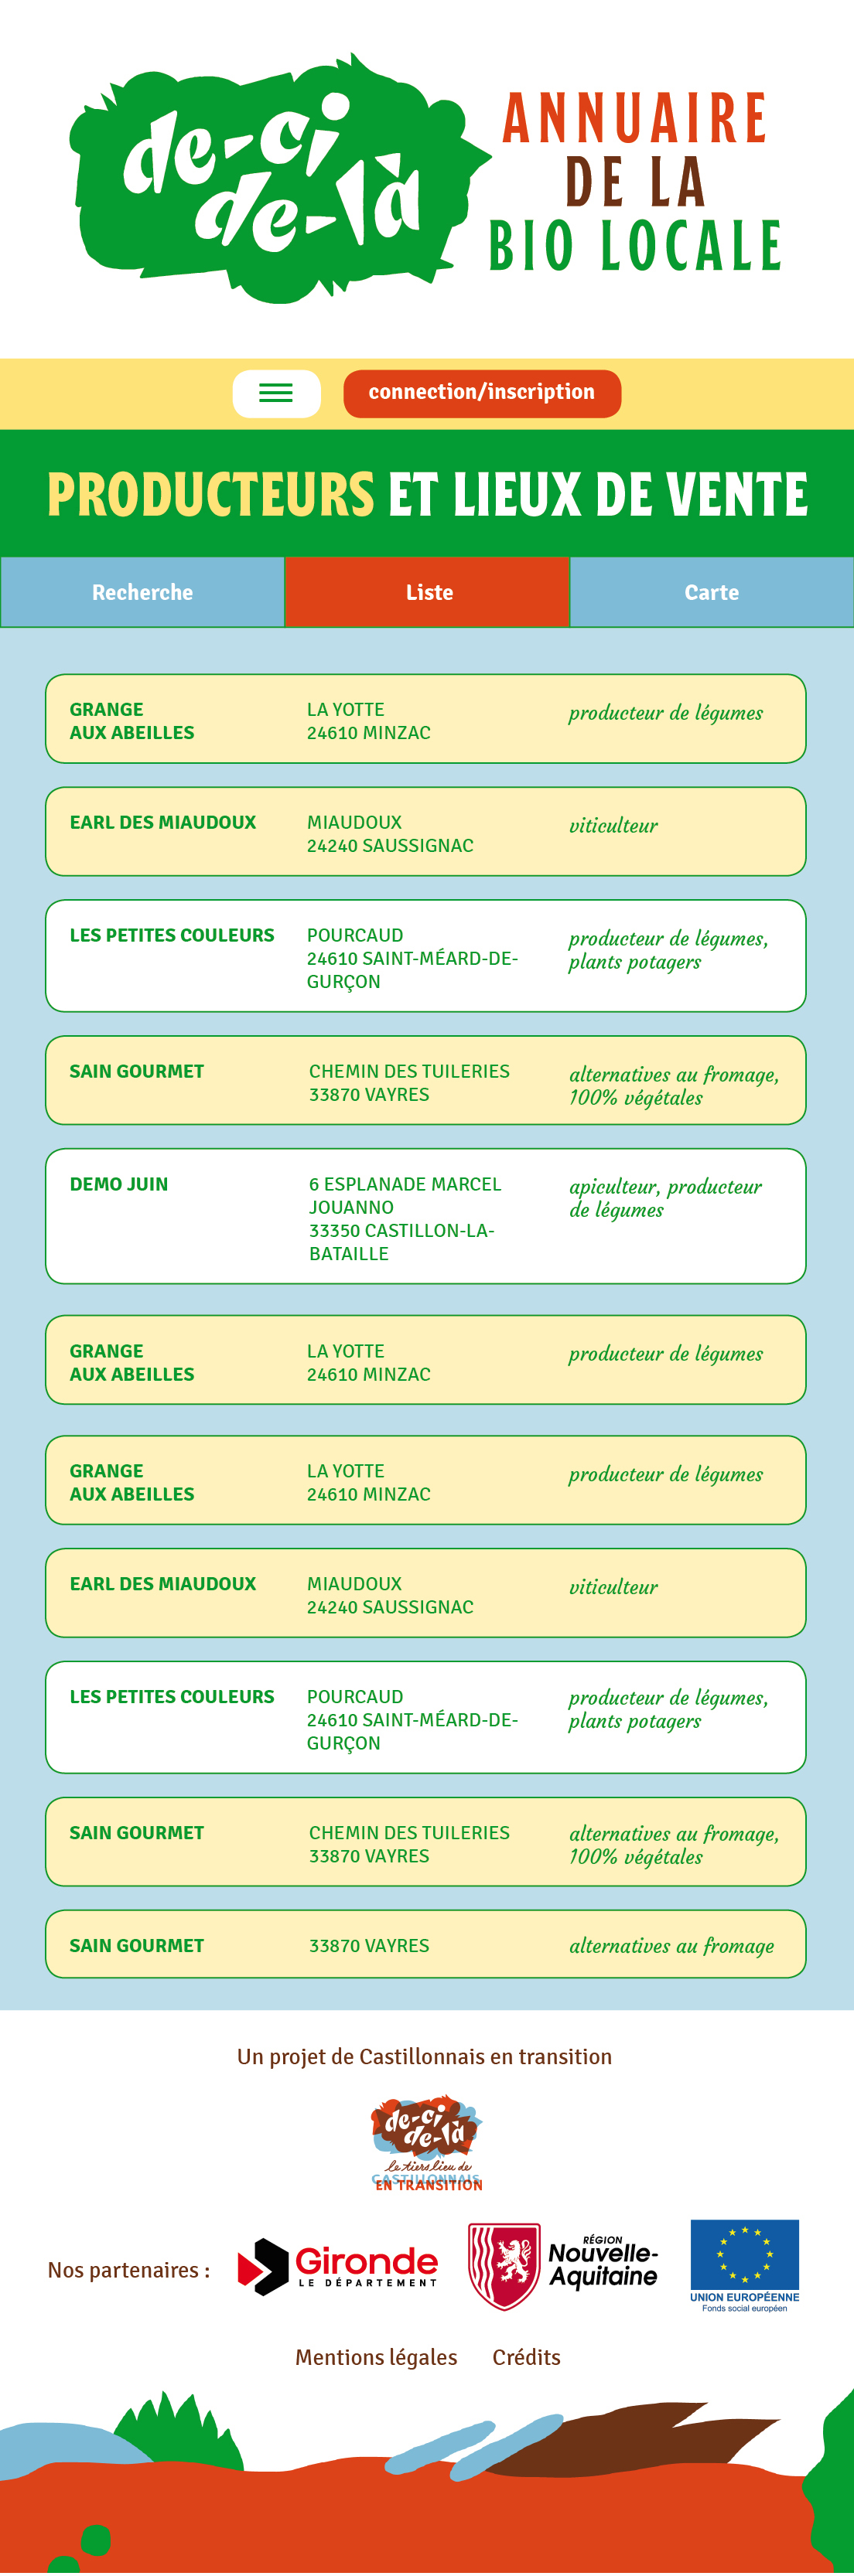 de-ci
de-là
ANNUAIRE
DE LA
BIO LOCALE
connection/inscription
PRODUCTEURS ET LIEUX DE VENTE
Recherche
Liste
Carte
GRANGE
AUX ABEILLES
LA YOTTE
24610 MINZAC
producteur de légumes
EARL DES MIAUDOUX
MIAUDOUX
24240 SAUSSIGNAC
viticulteur
LES PETITES COULEURS
POURCAUD
24610 SAINT-MÉARD-DE-
GURÇON
producteur de légumes,
plants potagers
SAIN GOURMET
CHEMIN DES TUILERIES
33870 VAYRES
alternatives au fromage,
100% végétales
DEMO JUIN
6 ESPLANADE MARCEL
JOUANNO
33350 CASTILLON-LA-
BATAILLE
apiculteur, producteur
de légumes
GRANGE
AUX ABEILLES
LA YOTTE
24610 MINZAC
producteur de légumes
GRANGE
AUX ABEILLES
LA YOTTE
24610 MINZAC
producteur de légumes
EARL DES MIAUDOUX
MIAUDOUX
24240 SAUSSIGNAC
viticulteur
LES PETITES COULEURS
POURCAUD
24610 SAINT-MÉARD-DE-
GURÇON
producteur de légumes,
plants potagers
SAIN GOURMET
CHEMIN DES TUILERIES
33870 VAYRES
alternatives au fromage,
100% végétales
SAIN GOURMET
33870 VAYRES
alternatives au fromage
Un projet de Castillonnais en transition
de-ci
de-là
le tiers lieu de
CASTILLONNAIS
EN TRANSITION
Nos partenaires :
Gironde
LE DÉPARTEMENT
RÉGION
Nouvelle-
Aquitaine
UNION EUROPÉENNE
Fonds social européen
Mentions légales
Crédits